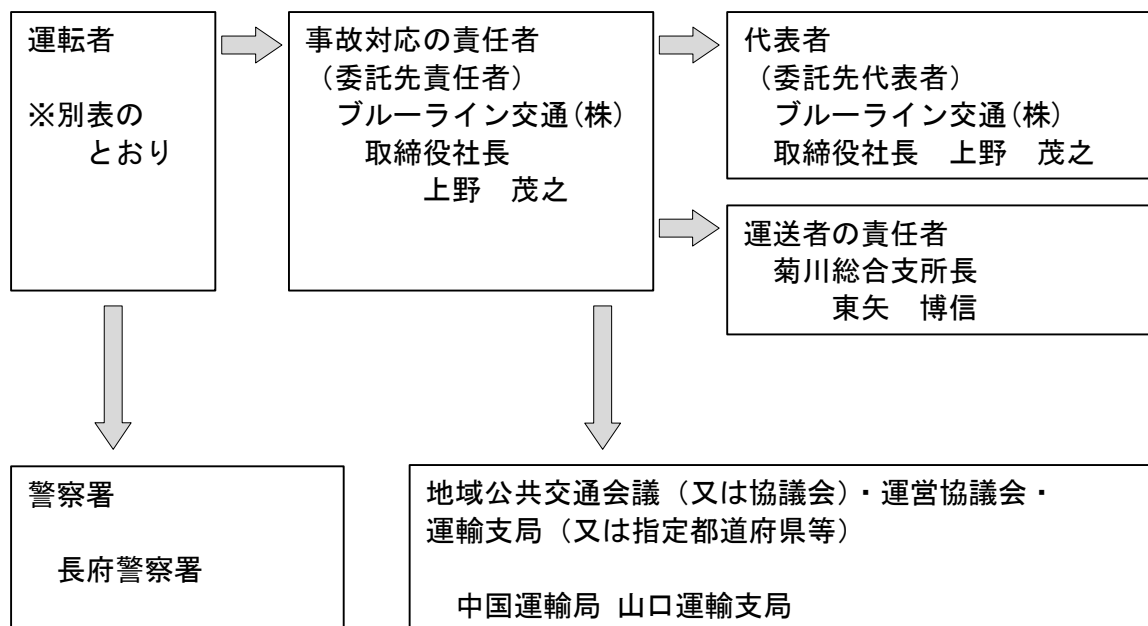 運転者
※別表の
とおり
事故対応の責任者
（委託先責任者）
ブルーライン交通(株)
取締役社長
上野　茂之
代表者
（委託先代表者）
ブルーライン交通(株)
取締役社長　上野　茂之
運送者の責任者
菊川総合支所長
東矢　博信
警察署
長府警察署
地域公共交通会議（又は協議会）・運営協議会・
運輸支局（又は指定都道府県等）
中国運輸局 山口運輸支局